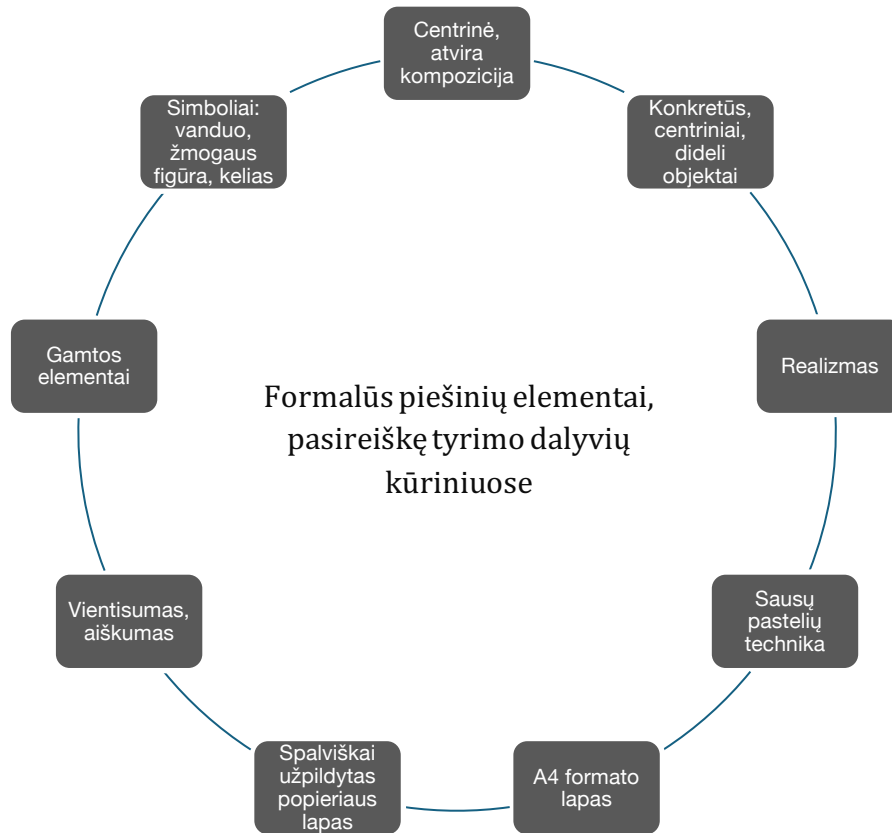 Centrinė,
atvira
kompozicija
Konkretūs,
centriniai,
dideli
objektai
Realizmas
Sausų
pastelių
technika
A4 formato
lapas
Spalviškai
užpildytas
popieriaus
lapas
Vientisumas,
aiškumas
Gamtos
elementai
Simboliai:
vanduo,
žmogaus
figūra, kelias
Formalūs piešinių elementai,
pasireiškę tyrimo dalyvių
kūriniuose